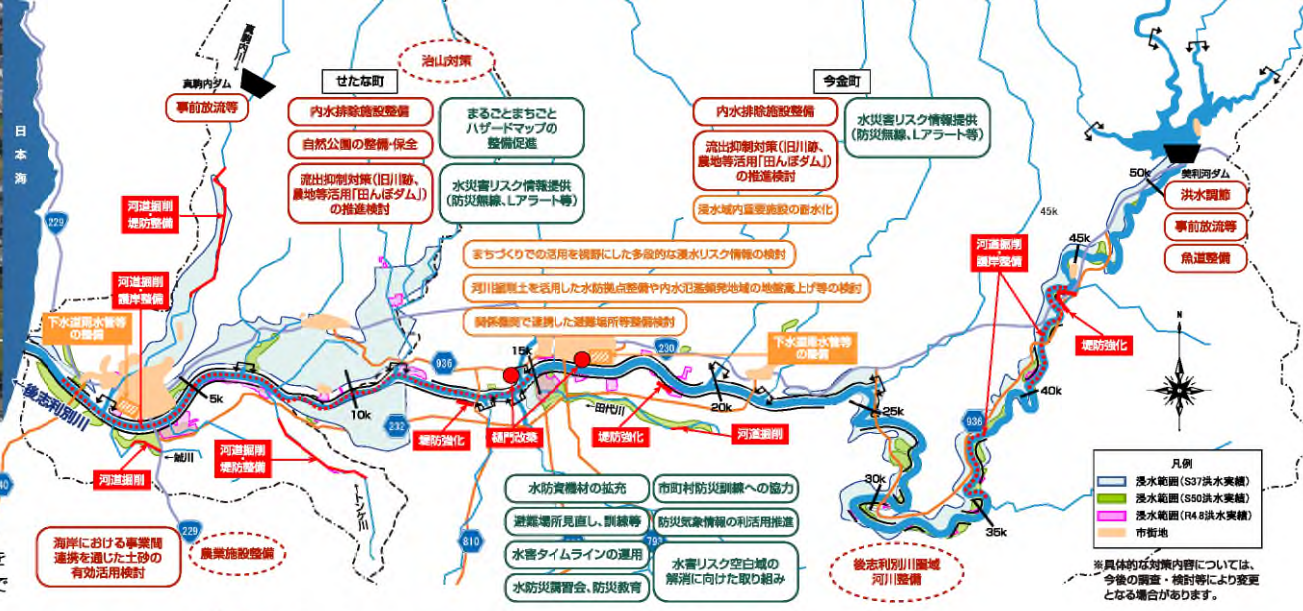 真駒内川
真駒内ダム
事前放流等
治山対策
せたな町
内水排除施設整備
自然公園の整備・保全
流出抑制対策(旧川跡、
農地等活用「田んぼダム」)
の推進検討
まるごとまちごと
ハザードマップの
整備促進
水災害リスク情報提供
(防災無線、Lアラート等)
今金町
内水排除施設整備
流出抑制対策(旧川跡、
農地等活用「田んぼダム」)
の推進検討
浸水域内重要施設の耐水化
水災害リスク情報提供
(防災無線、Lアラート等)
まちづくりでの活用を視野にした多段的な浸水リスク情報の検討
河川掘削土を活用した水防拠点整備や内水氾濫頻発地域の地盤嵩上げ等の検討
関係機関で連携した避難場所等整備検討
日本海
229
河道掘削
堤防整備
河道掘削
護岸整備
下水道雨水管等
の整備
後志利別川
5k
10k
15k
20k
25k
30k
35k
40k
45k
45k
50k
936
230
232
936
美利河ダム
洪水調節
事前放流等
魚道整備
河道掘削
護岸整備
堤防強化
下水道雨水管等
の整備
堤防強化
樋門改築
堤防強化
河道掘削
←田代川
河道掘削
河道掘削
堤防整備
40
229
810
海岸における事業間
連携を通じた土砂の
有効活用検討
農業施設整備
水防資機材の拡充
避難場所見直し、訓練等
水害タイムラインの運用
水防災講習会、防災教育
市町村防災訓練への協力
防災気象情報の利活用推進
水害リスク空白域の
解消に向けた取り組み
後志利別川圏域
河川整備
N
凡例
浸水範囲(S37洪水実績)
浸水範囲(S50洪水実績)
浸水範囲(R4.8洪水実績)
市街地
※具体的な対策内容については、
今後の調査・検討等により変更
となる場合があります。